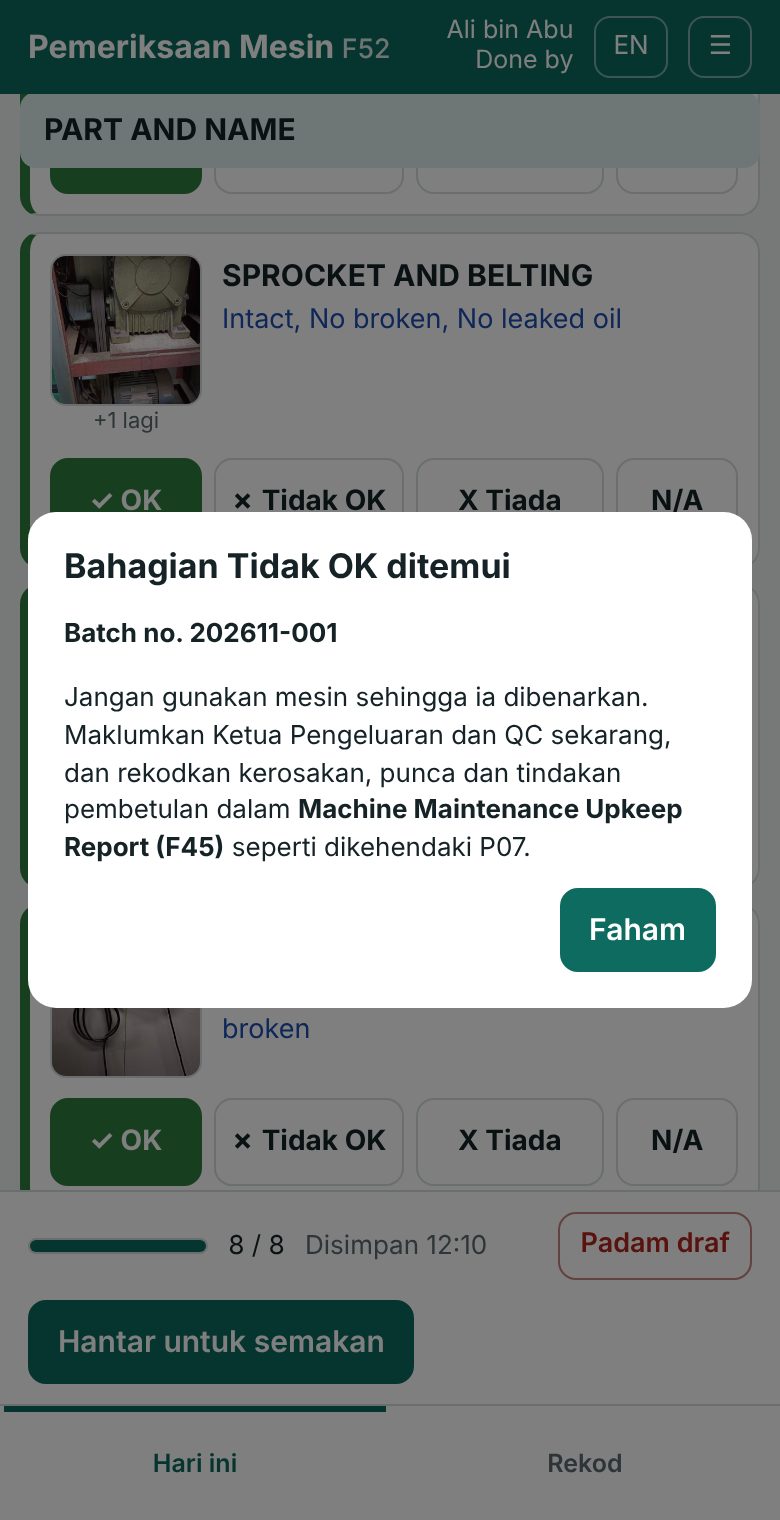 Pemeriksaan Mesin F52
Ali bin Abu
Done by
EN
☰
PART AND NAME
SPROCKET AND BELTING
Intact, No broken, No leaked oil
+1 lagi
✓ OK
× Tidak OK
X Tiada
N/A
Bahagian Tidak OK ditemui
Batch no. 202611-001
Jangan gunakan mesin sehingga ia dibenarkan.
Maklumkan Ketua Pengeluaran dan QC sekarang,
dan rekodkan kerosakan, punca dan tindakan
pembetulan dalam Machine Maintenance Upkeep
Report (F45) seperti dikehendaki P07.
Faham
broken
✓ OK
× Tidak OK
X Tiada
N/A
8 / 8
Disimpan 12:10
Padam draf
Hantar untuk semakan
Hari ini
Rekod